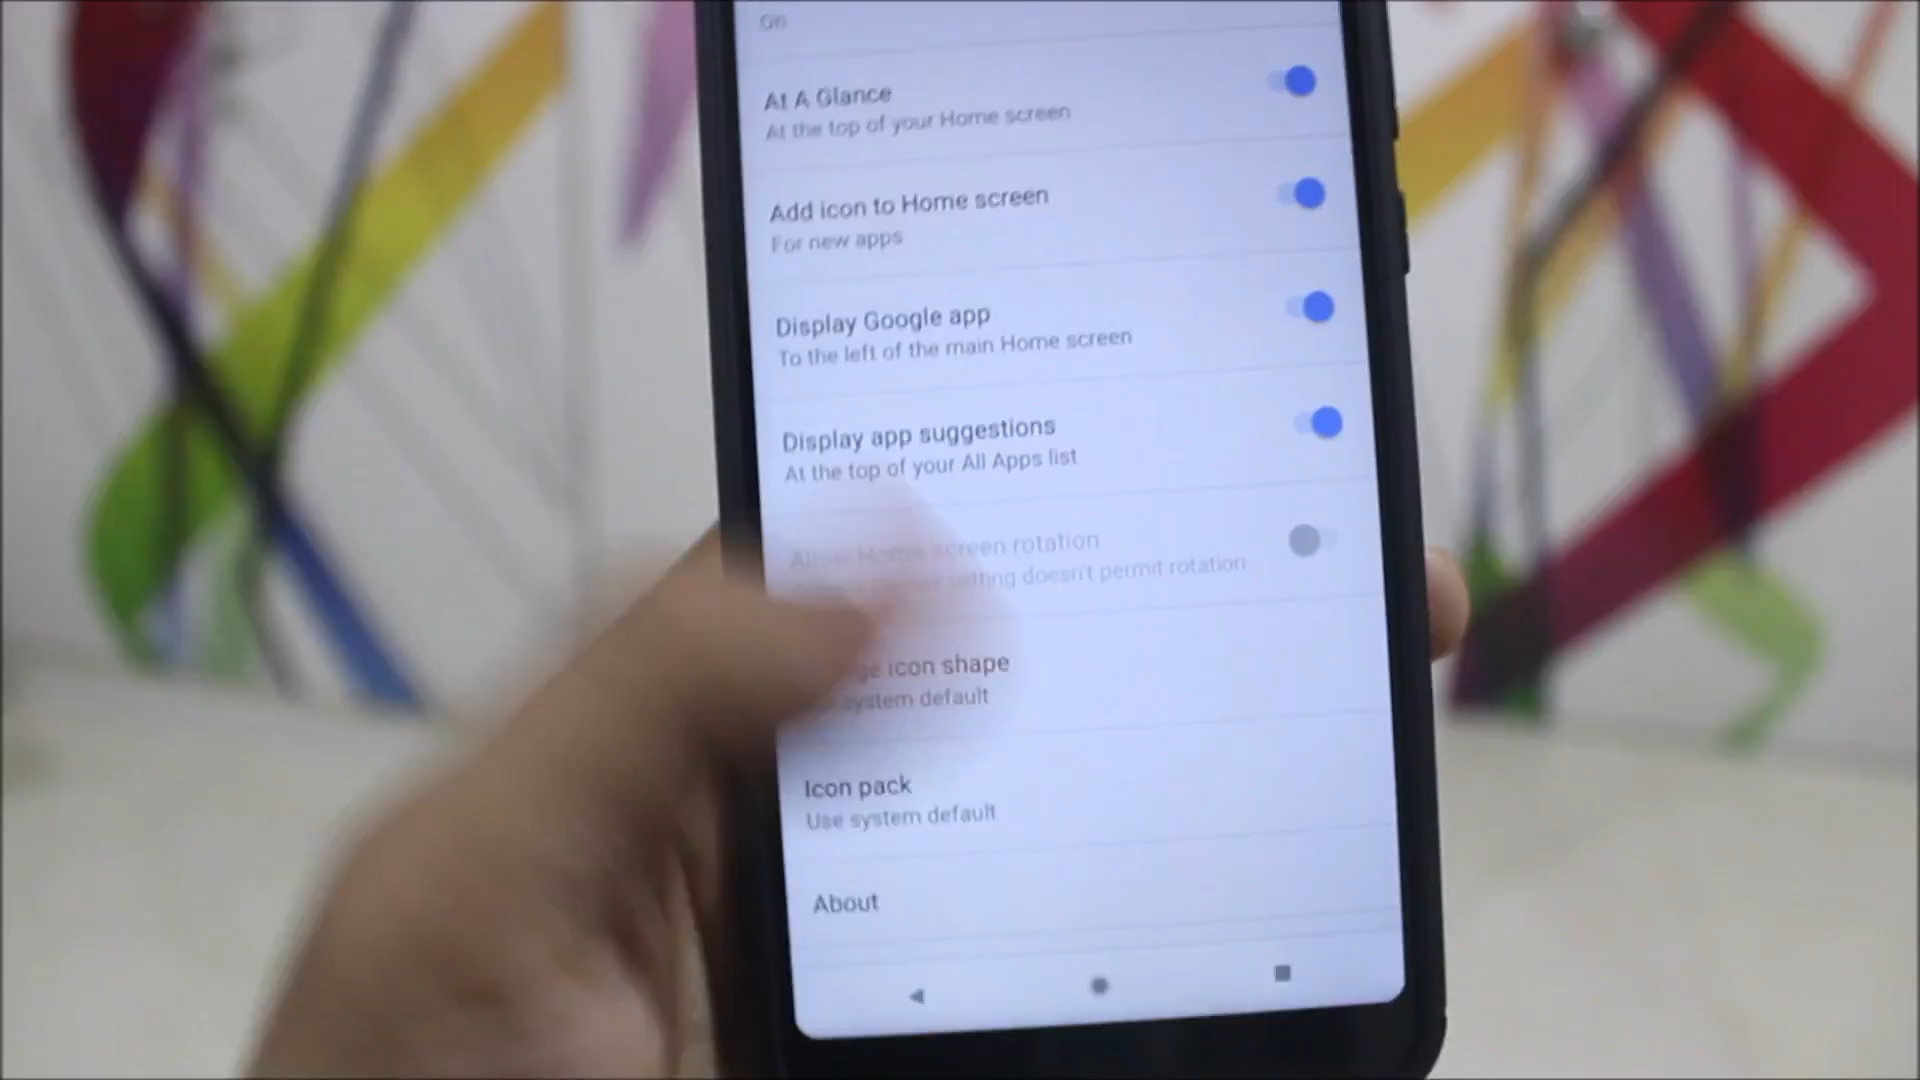 On
At A Glance
At the top of your Home screen
Add icon to Home screen
For new apps
Display Google app
To the left of the main Home screen
Display app suggestions
At the top of your All Apps list
Allow Home screen rotation
setting doesn't permit rotation
icon shape
system default
Icon pack
Use system default
About